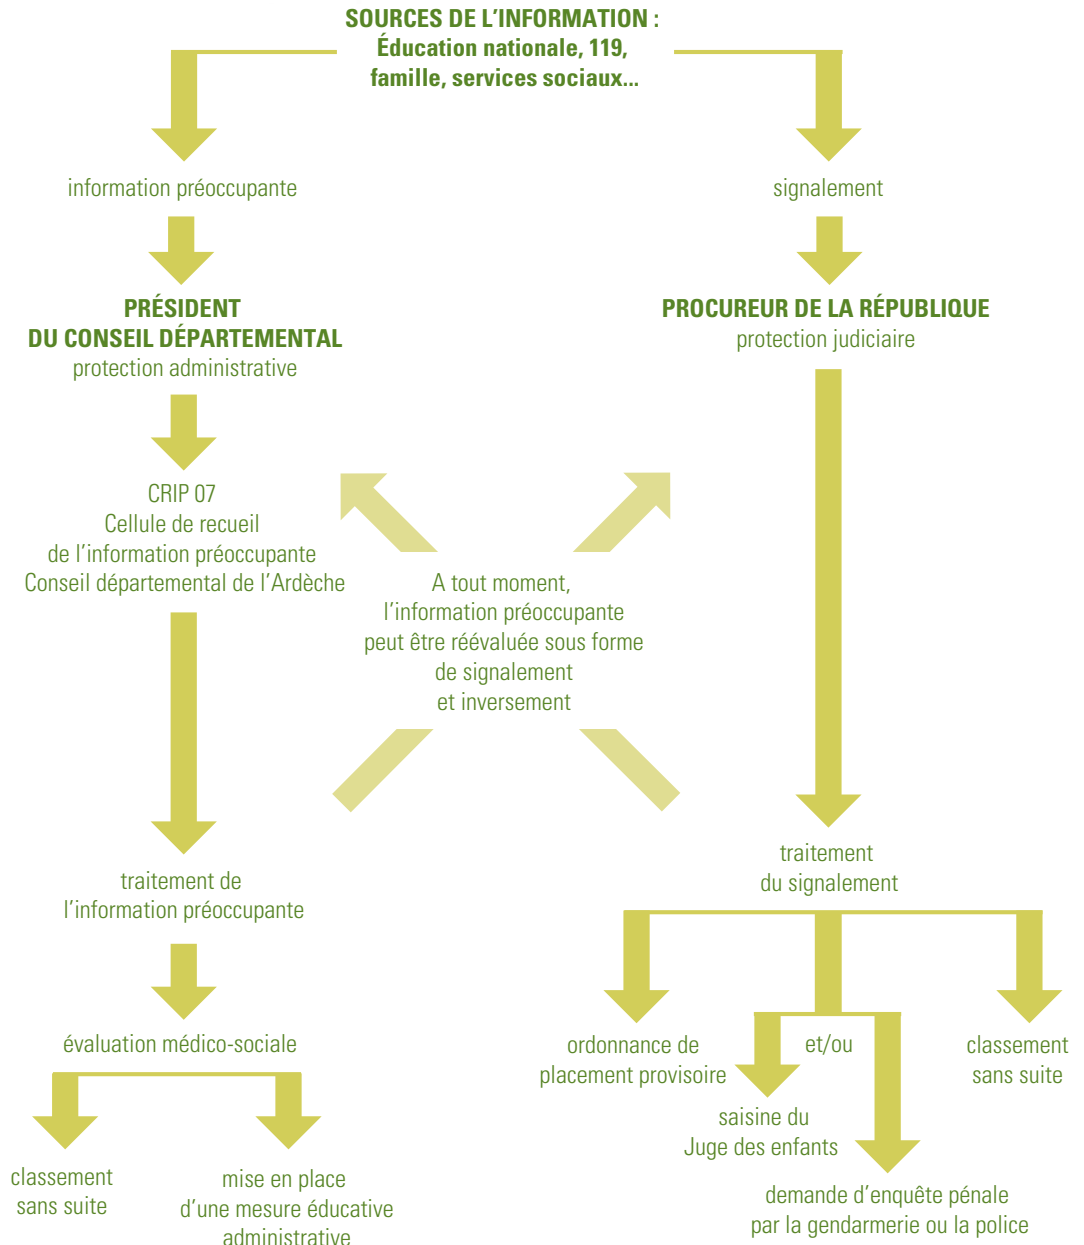 SOURCES DE L’INFORMATION :
Éducation nationale, 119,
famille, services sociaux...
information préoccupante
signalement
PRÉSIDENT
DU CONSEIL DÉPARTEMENTAL
protection administrative
PROCUREUR DE LA RÉPUBLIQUE
protection judiciaire
CRIP 07
Cellule de recueil
de l’information préoccupante
Conseil départemental de l’Ardèche
A tout moment,
l’information préoccupante
peut être réévaluée sous forme
de signalement
et inversement
traitement de
l’information préoccupante
traitement
du signalement
évaluation médico-sociale
classement
sans suite
mise en place
d’une mesure éducative
administrative
ordonnance de
placement provisoire
et/ou
saisine du
Juge des enfants
demande d’enquête pénale
par la gendarmerie ou la police
classement
sans suite